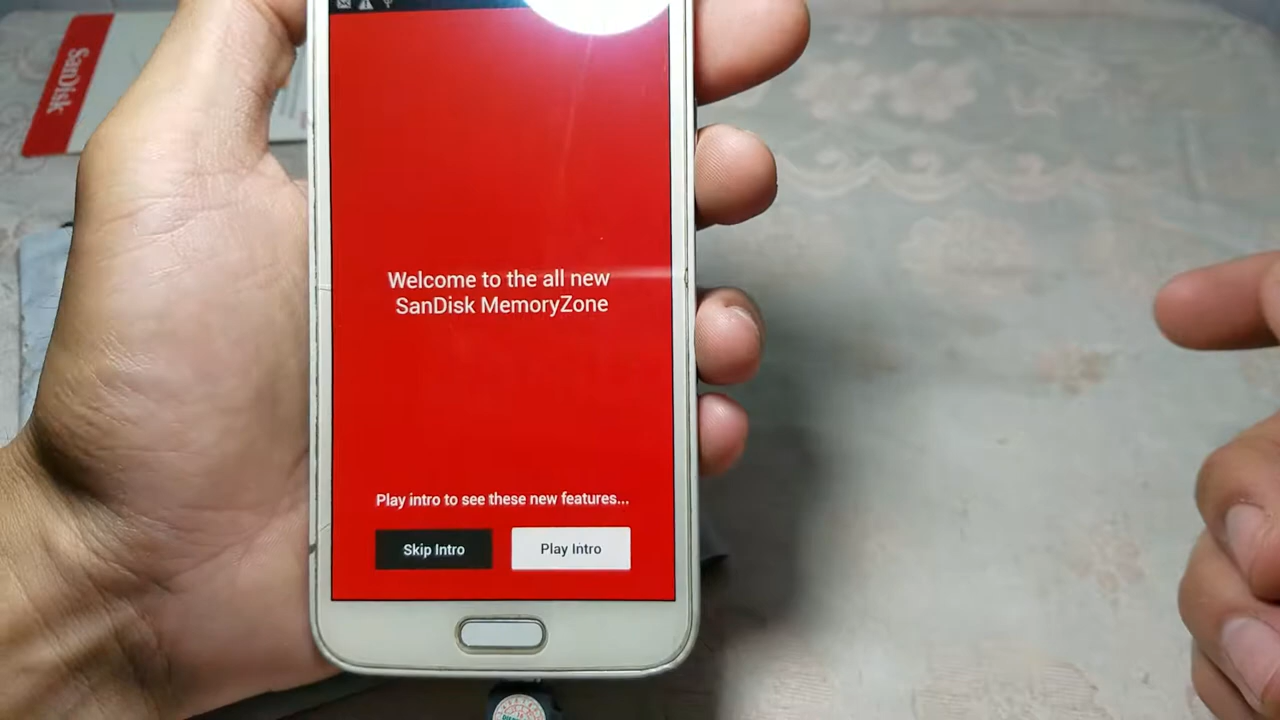 SanDisk
Welcome to the all new
SanDisk MemoryZone
Play intro to see these new features...
Skip Intro
Play Intro